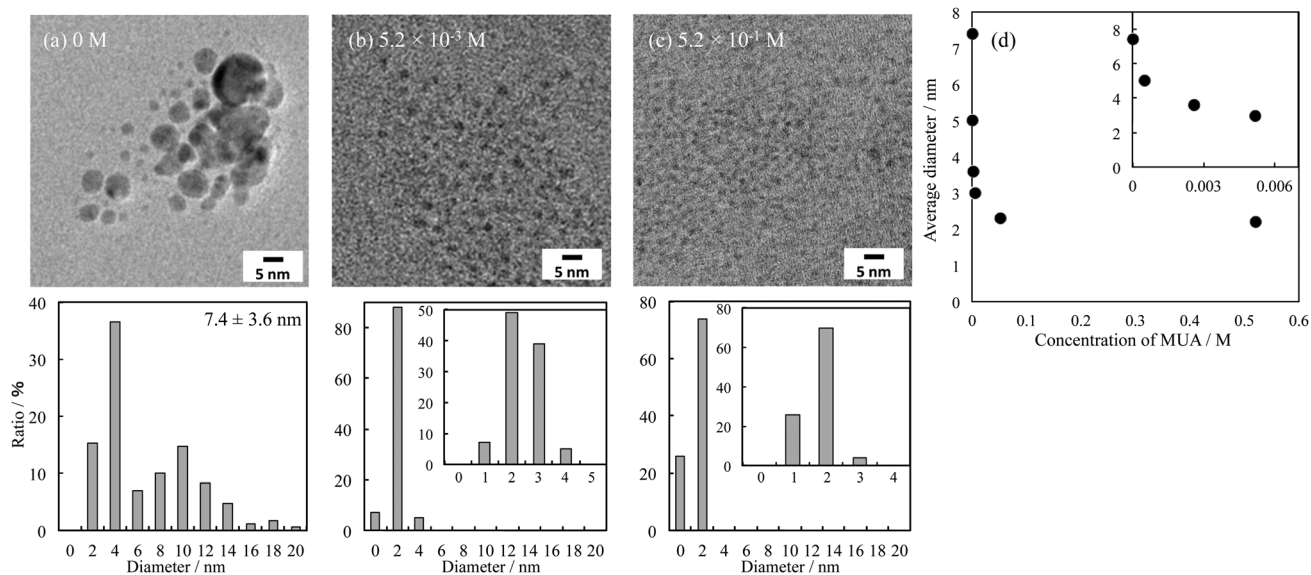 (a) 0 M
5 nm
(b) 5.2 × 10-3 M
5 nm
(c) 5.2 × 10-1 M
5 nm
(d)
Average diameter / nm
8
7
6
5
4
3
2
1
0
0 0.1 0.2 0.3 0.4 0.5 0.6
Concentration of MUA / M
8
6
4
2
0
0 0.003 0.006
7.4 ± 3.6 nm
Ratio / %
40
30
20
10
0
0 2 4 6 8 10 12 14 16 18 20
Diameter / nm
80
60
40
20
0
0 2 4 6 8 10 12 14 16 18 20
Diameter / nm
50
40
30
20
10
0
0 1 2 3 4 5
80
60
40
20
0
0 2 4 6 8 10 12 14 16 18 20
Diameter / nm
80
60
40
20
0
0 1 2 3 4